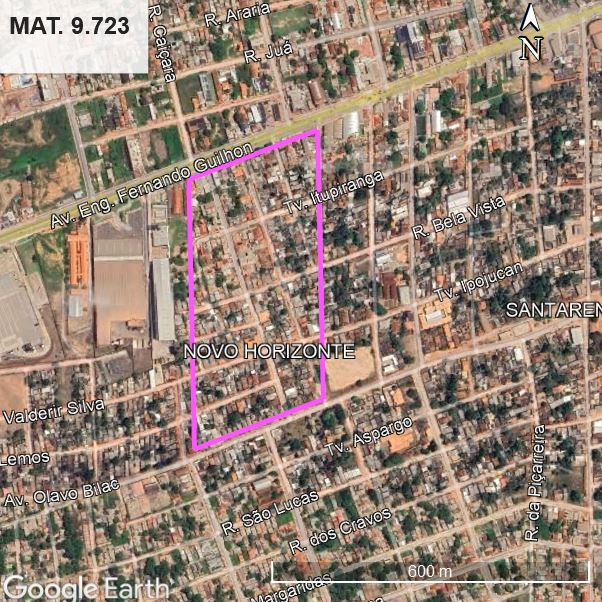 MAT. 9.723
R. Araria
R. Caiçara
R. Juá
N
Av. Eng. Fernando Guilhon
Tv. Itupiranga
R. Bela Vista
Tv. Ipojucan
SANTAREN
NOVO HORIZONTE
Valderir Silva
Tv. Aspargo
Lemos
R. da Piçarreira
Av. Olavo Bilac
R. São Lucas
R. dos Cravos
600 m
Google Earth
Margaridas